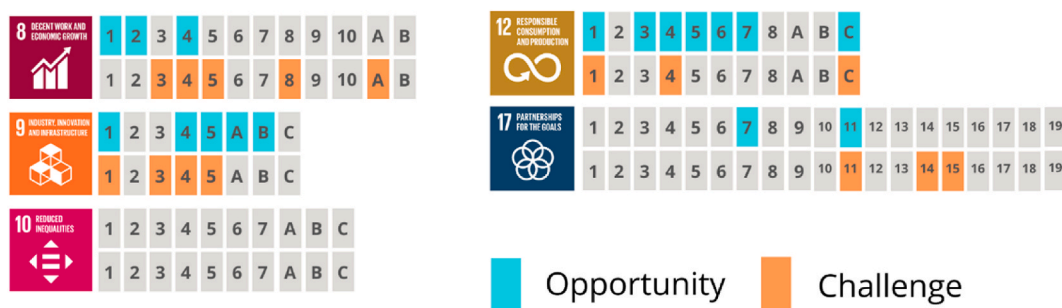 8 DECENT WORK AND
ECONOMIC GROWTH
1 2 3 4 5 6 7 8 9 10 A B
1 2 3 4 5 6 7 8 9 10 A B
9 INDUSTRY, INNOVATION
AND INFRASTRUCTURE
1 2 3 4 5 A B C
1 2 3 4 5 A B C
10 REDUCED
INEQUALITIES
1 2 3 4 5 6 7 A B C
1 2 3 4 5 6 7 A B C
12 RESPONSIBLE
CONSUMPTION
AND PRODUCTION
1 2 3 4 5 6 7 8 A B C
1 2 3 4 5 6 7 8 A B C
17 PARTNERSHIPS
FOR THE GOALS
1 2 3 4 5 6 7 8 9 10 11 12 13 14 15 16 17 18 19
1 2 3 4 5 6 7 8 9 10 11 12 13 14 15 16 17 18 19
Opportunity Challenge